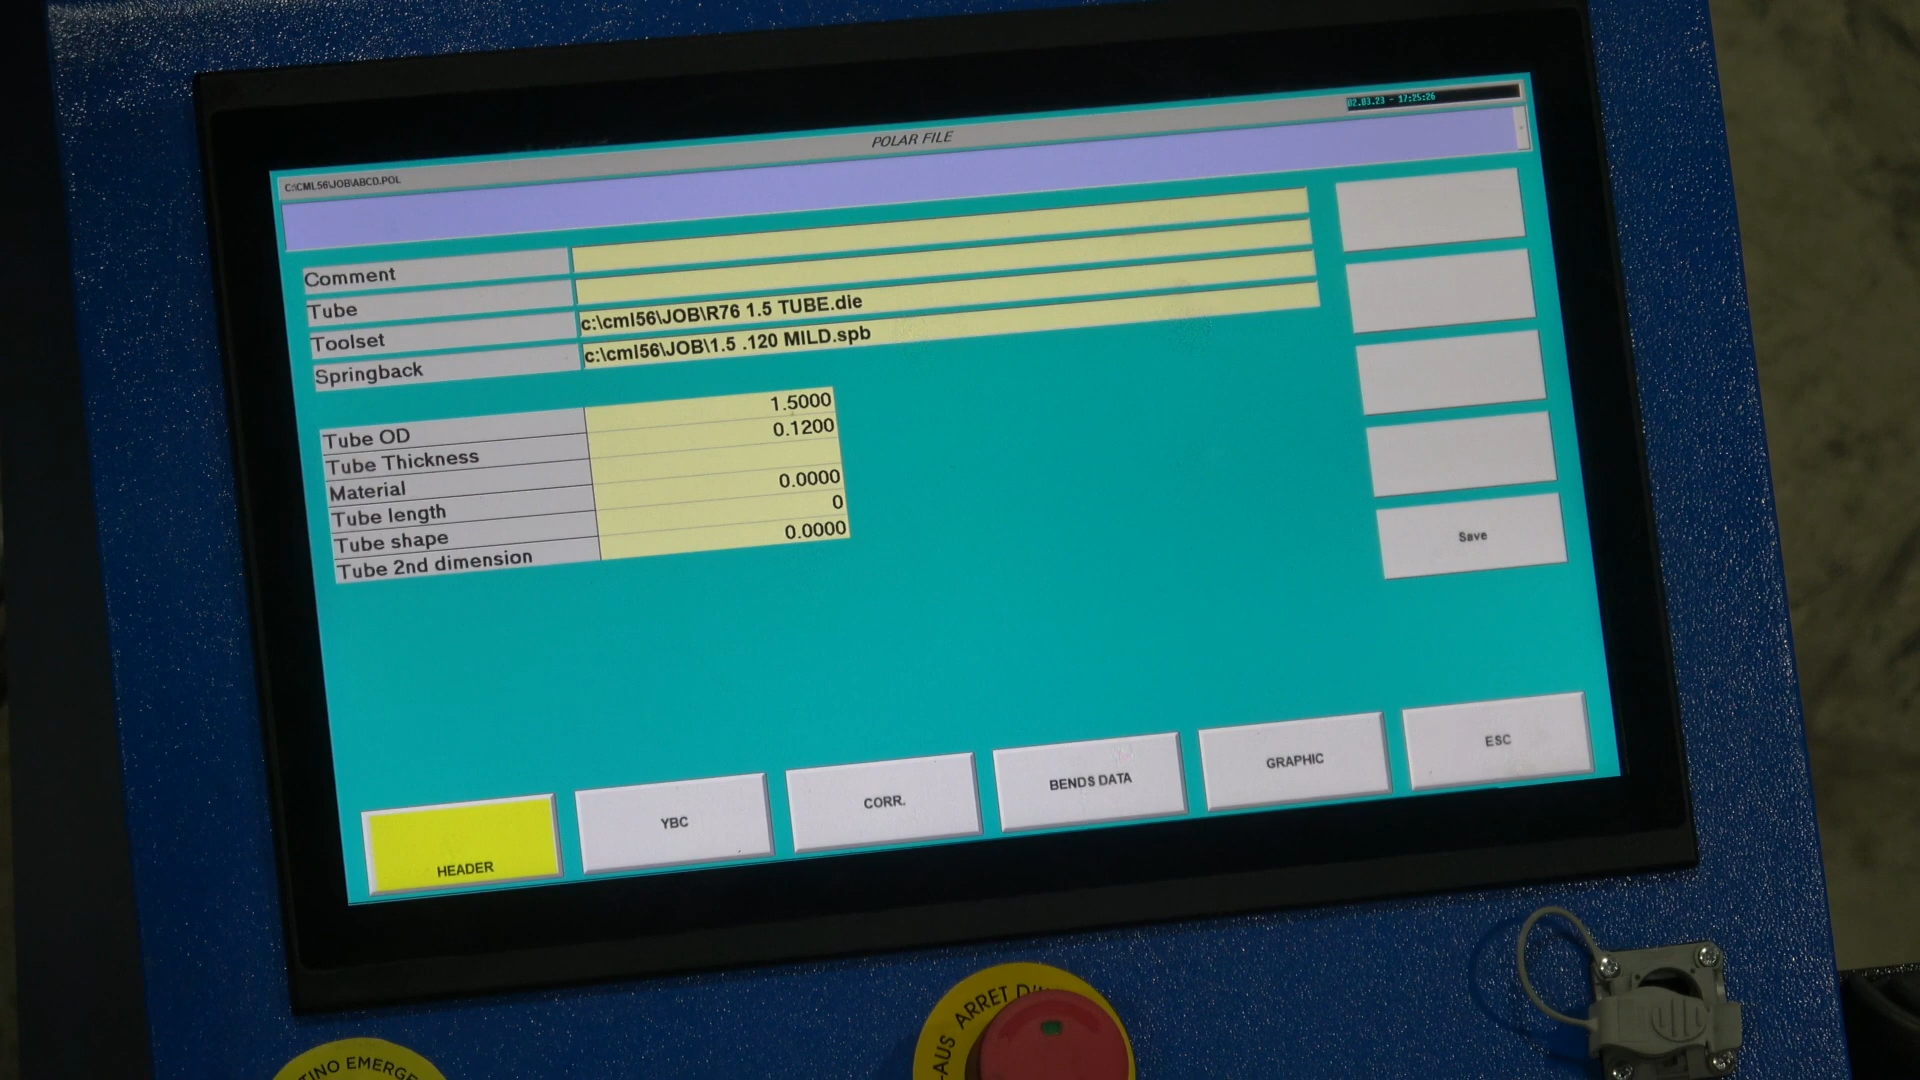 02.03.23 - 17:25:26
POLAR FILE
C:\CML56\JOB\ABCD.POL
Comment
Tube
Toolset c:\cml56\JOB\R76 1.5 TUBE.die
Springback c:\cml56\JOB\1.5 .120 MILD.spb
Tube OD 1.5000
Tube Thickness 0.1200
Material
Tube length 0.0000
Tube shape 0
Tube 2nd dimension 0.0000
Save
HEADER
YBC
CORR.
BENDS DATA
GRAPHIC
ESC
-AUS ARRET
EMERGE